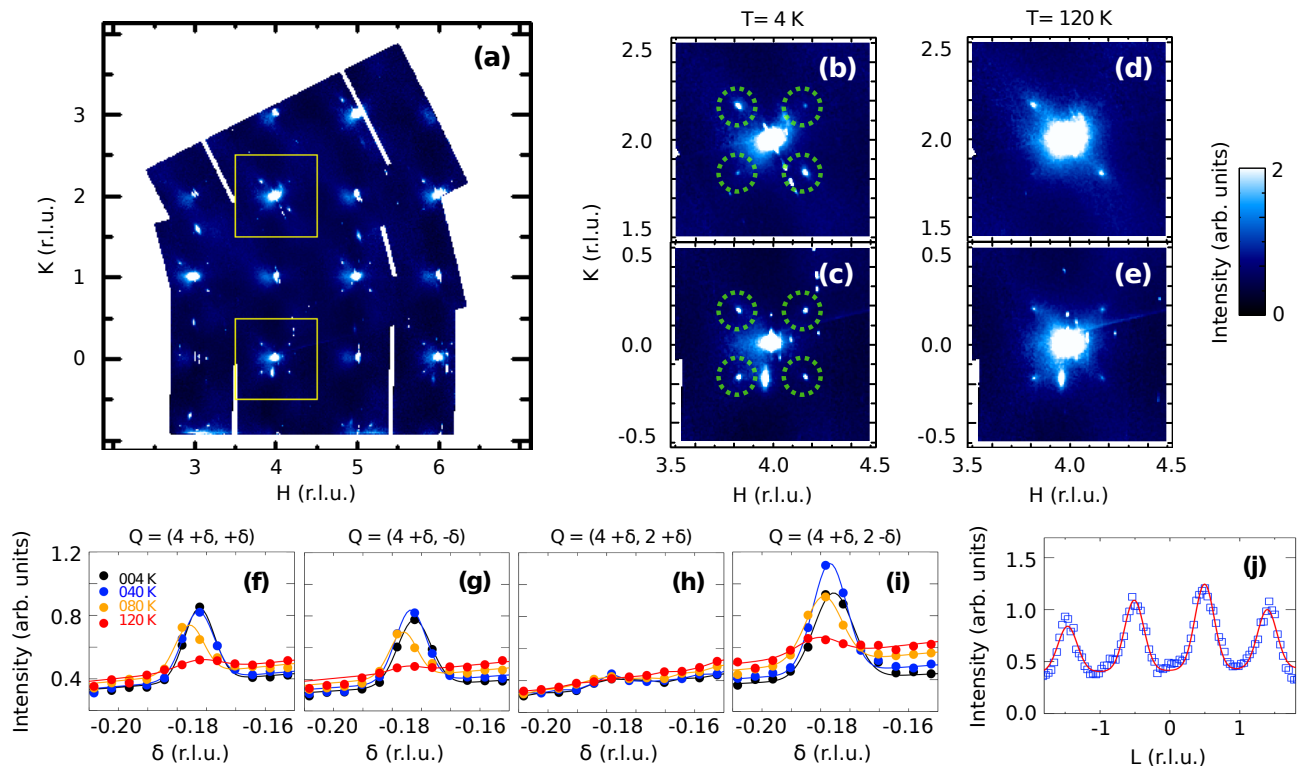 (a)
K (r.l.u.)
3
2
1
0
3
4
5
6
H (r.l.u.)
T= 4 K
T= 120 K
(b)
(d)
2.5
2.0
1.5
K (r.l.u.)
(c)
(e)
0.5
0.0
-0.5
3.5
4.0
4.5
3.5
4.0
4.5
H (r.l.u.)
H (r.l.u.)
2
0
Intensity (arb. units)
Q = (4 +δ, +δ)
Q = (4+δ, -δ)
Q = (4+δ, 2 +δ)
Q = (4+δ, 2 -δ)
Intensity (arb. units)
1.2
0.8
0.4
004 K
040 K
080 K
120 K
(f)
(g)
(h)
(i)
-0.20
-0.18
-0.16
-0.20
-0.18
-0.16
-0.20
-0.18
-0.16
-0.20
-0.18
-0.16
δ (r.l.u.)
δ (r.l.u.)
δ (r.l.u.)
δ (r.l.u.)
(j)
Intensity (arb. units)
1.5
1.0
0.5
0.0
-1
0
1
L (r.l.u.)